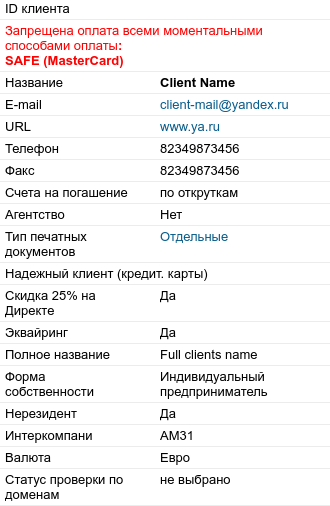 ID клиента
Запрещена оплата всеми моментальными
способами оплаты:
SAFE (MasterCard)
Название Client Name
E-mail client-mail@yandex.ru
URL www.ya.ru
Телефон 82349873456
Факс 82349873456
Счета на погашение по откруткам
Агентство Нет
Тип печатных Отдельные
документов
Надежный клиент (кредит. карты)
Скидка 25% на Да
Директе
Эквайринг Да
Полное название Full clients name
Форма Индивидуальный
собственности предприниматель
Нерезидент Да
Интеркомпани AM31
Валюта Евро
Статус проверки по не выбрано
доменам